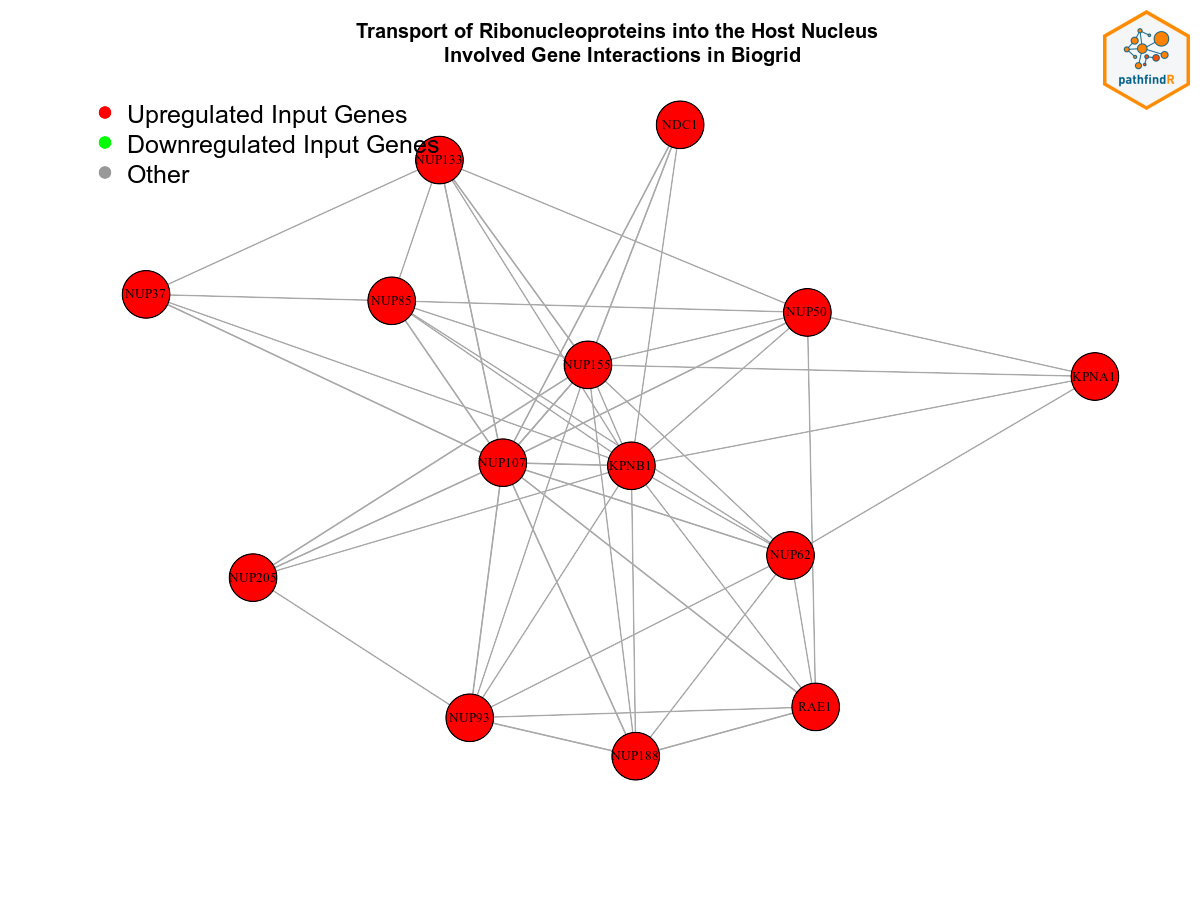 Transport of Ribonucleoproteins into the Host Nucleus
Involved Gene Interactions in Biogrid
pathfindR
Upregulated Input Genes
Downregulated Input Genes
Other
NDC1
NUP133
NUP37
NUP85
NUP50
NUP155
KPNA1
NUP107
KPNB1
NUP62
NUP205
NUP93
RAE1
NUP188